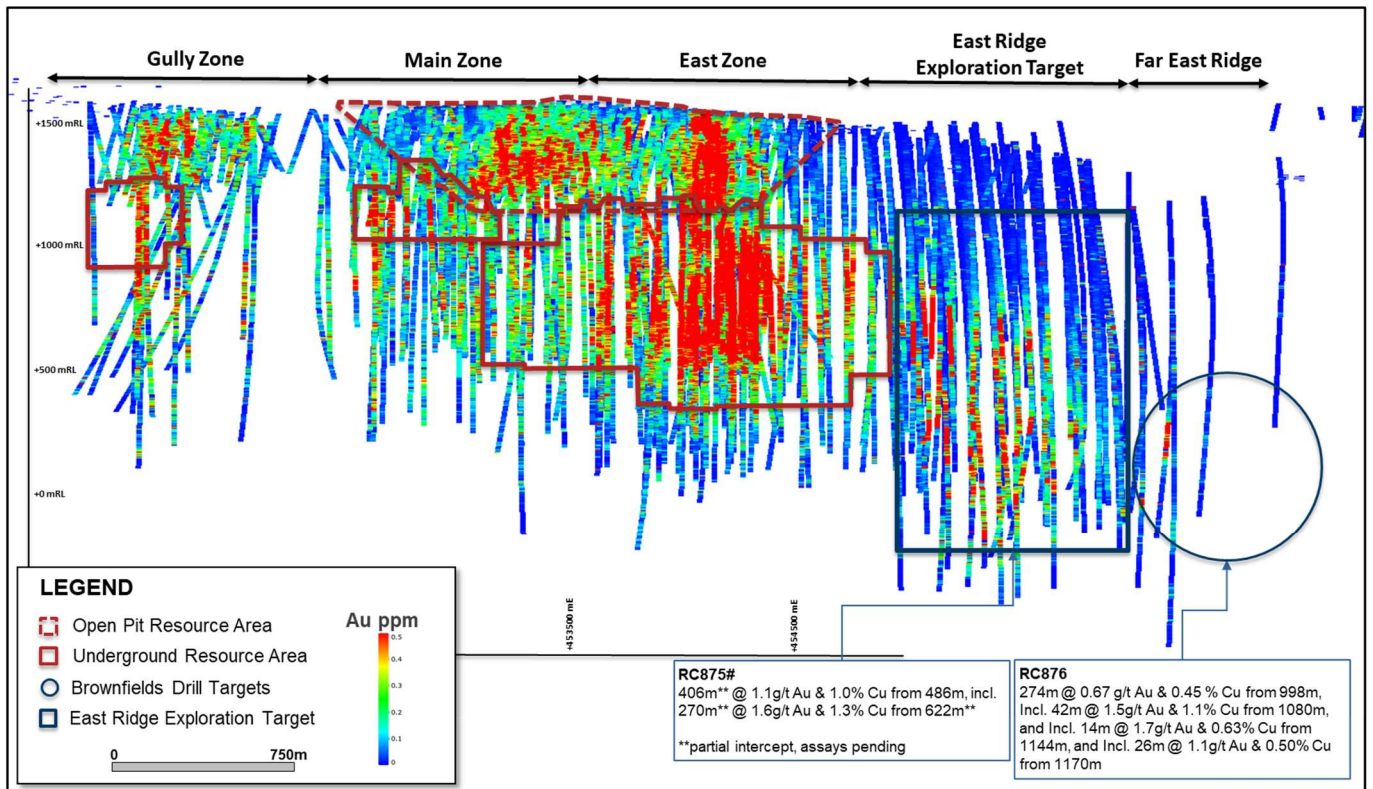 Gully Zone
Main Zone
East Zone
East Ridge
Exploration Target
Far East Ridge
+1500 mRL
+1000 mRL
+500 mRL
+0 mRL
+453500 mE
+454500 mE
LEGEND
Open Pit Resource Area
Underground Resource Area
Brownfields Drill Targets
East Ridge Exploration Target
0 750m
Au ppm
0.5
0.4
0.3
0.2
0.1
0
RC875#
406m** @ 1.1g/t Au & 1.0% Cu from 486m, incl.
270m** @ 1.6g/t Au & 1.3% Cu from 622m**
**partial intercept, assays pending
RC876
274m @ 0.67 g/t Au & 0.45 % Cu from 998m,
Incl. 42m @ 1.5g/t Au & 1.1% Cu from 1080m,
and Incl. 14m @ 1.7g/t Au & 0.63% Cu from
1144m, and Incl. 26m @ 1.1g/t Au & 0.50% Cu
from 1170m